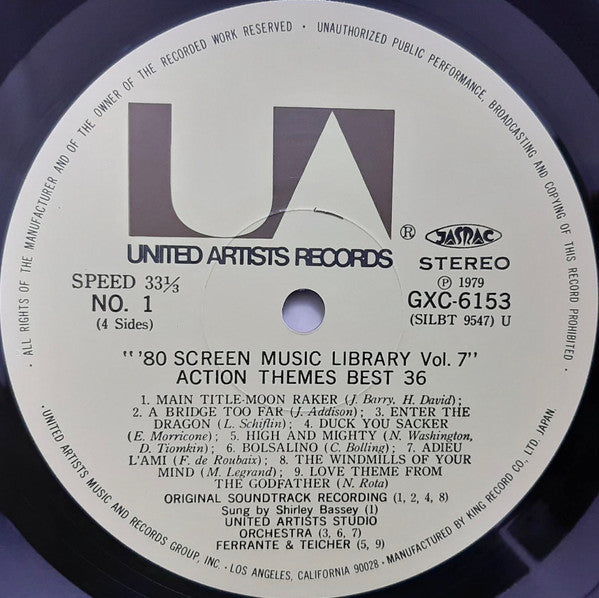 · ALL RIGHTS OF THE MANUFACTURER AND OF THE OWNER OF THE RECORDED WORK RESERVED · UNAUTHORIZED PUBLIC PERFORMANCE, BROADCASTING AND COPYING OF THIS RECORD PROHIBITED ·
UA
®
UNITED ARTISTS RECORDS
JASRAC
SPEED 33⅓
STEREO
NO. 1
℗ 1979
(4 Sides)
GXC-6153
(SILBT 9547) U
"'80 SCREEN MUSIC LIBRARY Vol. 7"
ACTION THEMES BEST 36
1. MAIN TITLE-MOON RAKER (J. Barry, H. David);
2. A BRIDGE TOO FAR (J. Addison); 3. ENTER THE
DRAGON (L. Schiflin); 4. DUCK YOU SACKER
(E. Morricone); 5. HIGH AND MIGHTY (N. Washington,
D. Tiomkin); 6. BOLSALINO (C. Bolling); 7. ADIEU
L'AMI (F. de Roubaix); 8. THE WINDMILLS OF YOUR
MIND (M. Legrand); 9. LOVE THEME FROM
THE GODFATHER (N. Rota)
ORIGINAL SOUNDTRACK RECORDING (1, 2, 4, 8)
Sung by Shirley Bassey (1)
UNITED ARTISTS STUDIO
ORCHESTRA (3, 6, 7)
FERRANTE & TEICHER (5, 9)
· UNITED ARTISTS MUSIC AND RECORDS GROUP, INC. · LOS ANGELES, CALIFORNIA 90028 · MANUFACTURED BY KING RECORD CO., LTD. JAPAN.